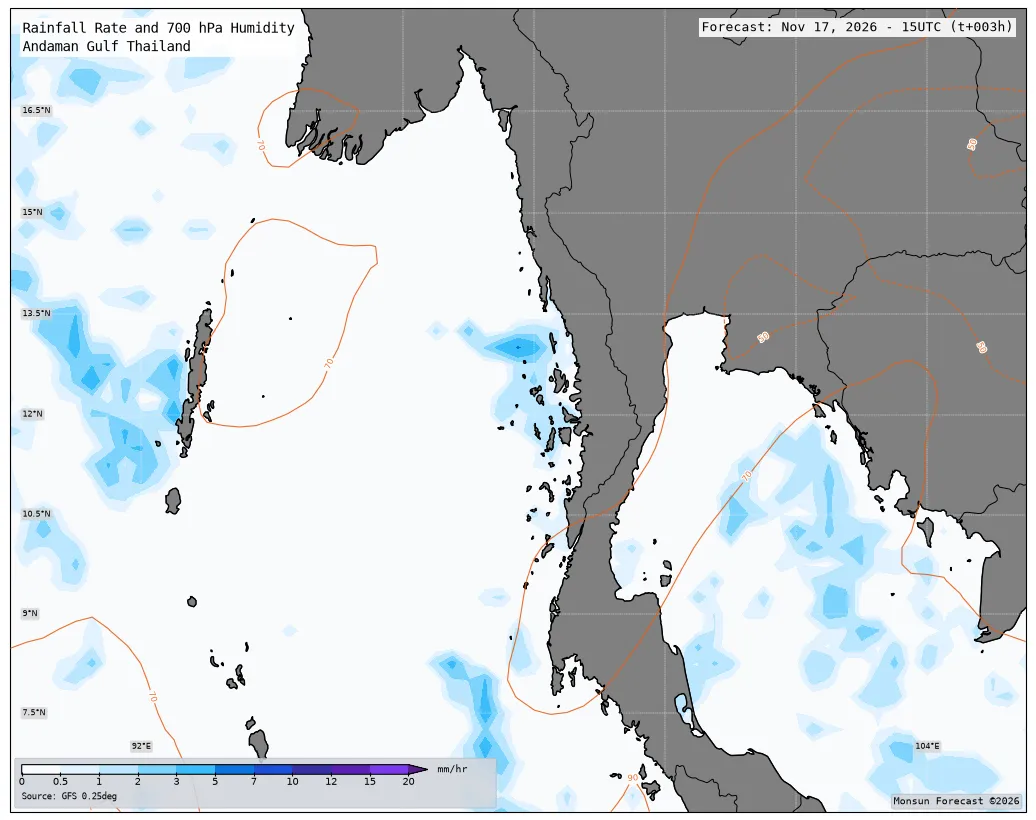 Rainfall Rate and 700 hPa Humidity
Andaman Gulf Thailand
Forecast: Nov 17, 2026 - 15UTC (t+003h)
16.5°N
70
50
15°N
13.5°N
50
50
70
12°N
70
10.5°N
9°N
70
7.5°N
92°E
104°E
90
0 0.5 1 2 3 5 7 10 12 15 20 mm/hr
Source: GFS 0.25deg
Monsun Forecast ©2026